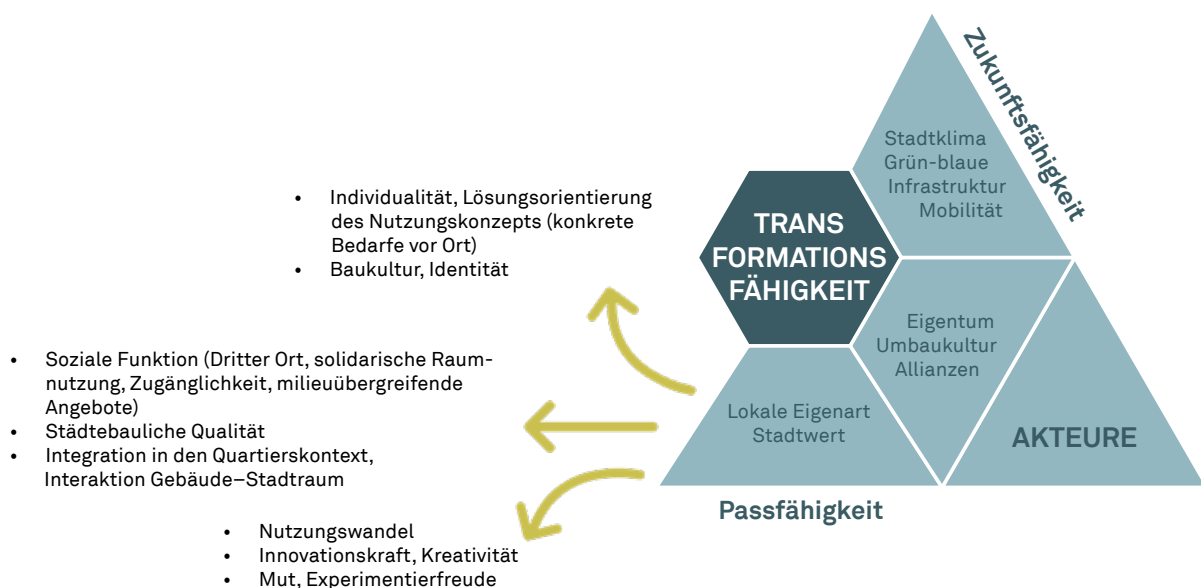 Zukunftsfähigkeit
Stadtklima
Grün-blaue
Infrastruktur
Mobilität
• Individualität, Lösungsorientierung
des Nutzungskonzepts (konkrete
Bedarfe vor Ort)
• Baukultur, Identität
TRANS
FORMATIONS
FÄHIGKEIT
Eigentum
Umbaukultur
Allianzen
• Soziale Funktion (Dritter Ort, solidarische Raum-
nutzung, Zugänglichkeit, milieuübergreifende
Angebote)
• Städtebauliche Qualität
• Integration in den Quartierskontext,
Interaktion Gebäude–Stadtraum
Lokale Eigenart
Stadtwert
AKTEURE
Passfähigkeit
• Nutzungswandel
• Innovationskraft, Kreativität
• Mut, Experimentierfreude